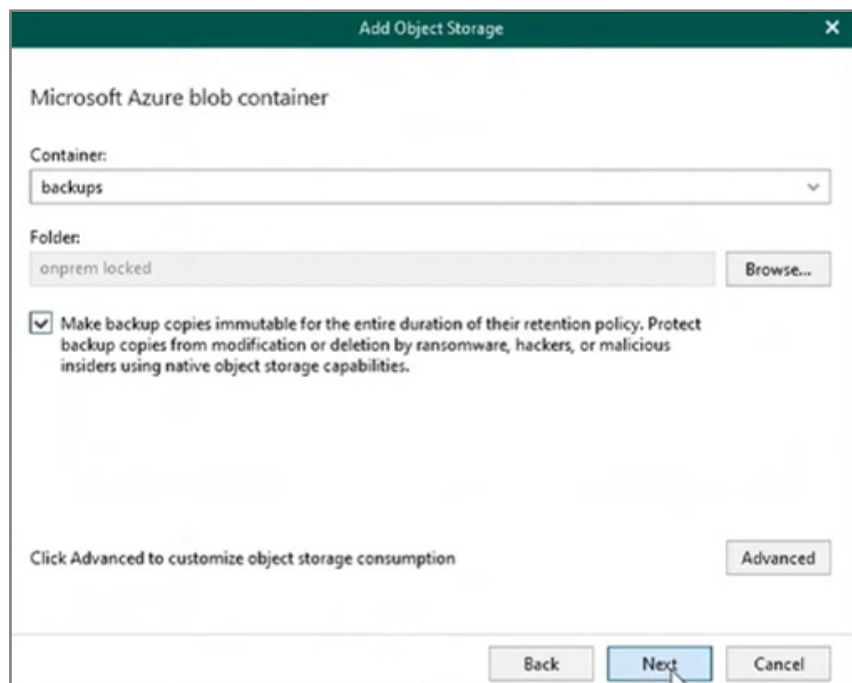 Add Object Storage
Microsoft Azure blob container
Container:
backups
Folder:
onprem locked
Browse...
Make backup copies immutable for the entire duration of their retention policy. Protect
backup copies from modification or deletion by ransomware, hackers, or malicious
insiders using native object storage capabilities.
Click Advanced to customize object storage consumption
Advanced
Back
Next
Cancel